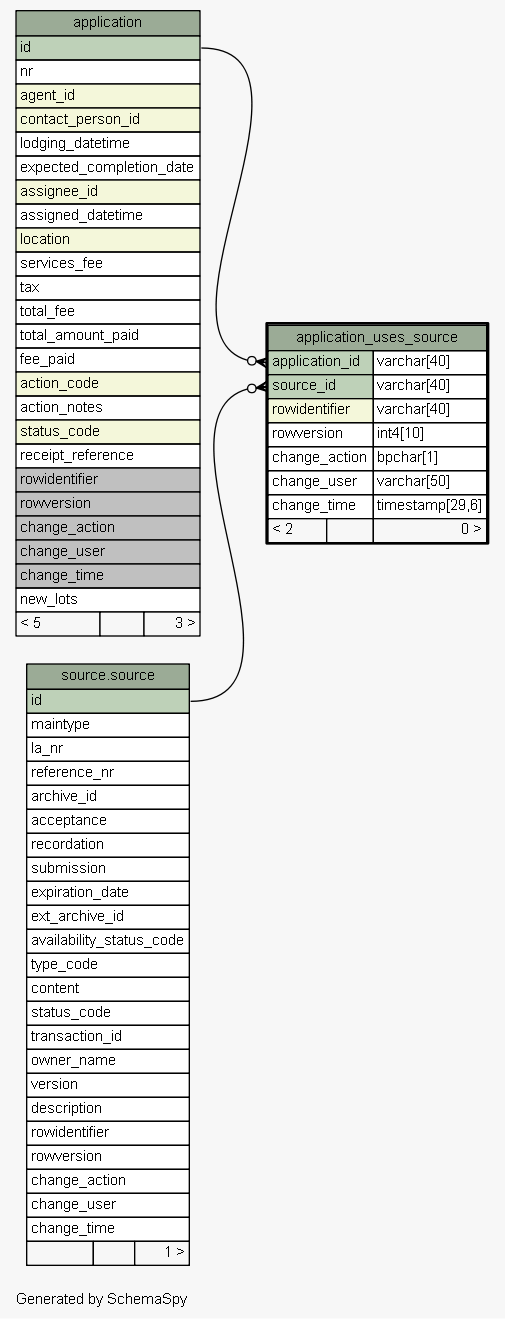 application
id
nr
agent_id
contact_person_id
lodging_datetime
expected_completion_date
assignee_id
assigned_datetime
location
services_fee
tax
total_fee
total_amount_paid
fee_paid
action_code
action_notes
status_code
receipt_reference
rowidentifier
rowversion
change_action
change_user
change_time
new_lots
< 5 3 >
application_uses_source
application_id varchar[40]
source_id varchar[40]
rowidentifier varchar[40]
rowversion int4[10]
change_action bpchar[1]
change_user varchar[50]
change_time timestamp[29,6]
< 2 0 >
source.source
id
maintype
la_nr
reference_nr
archive_id
acceptance
recordation
submission
expiration_date
ext_archive_id
availability_status_code
type_code
content
status_code
transaction_id
owner_name
version
description
rowidentifier
rowversion
change_action
change_user
change_time
1 >
Generated by SchemaSpy